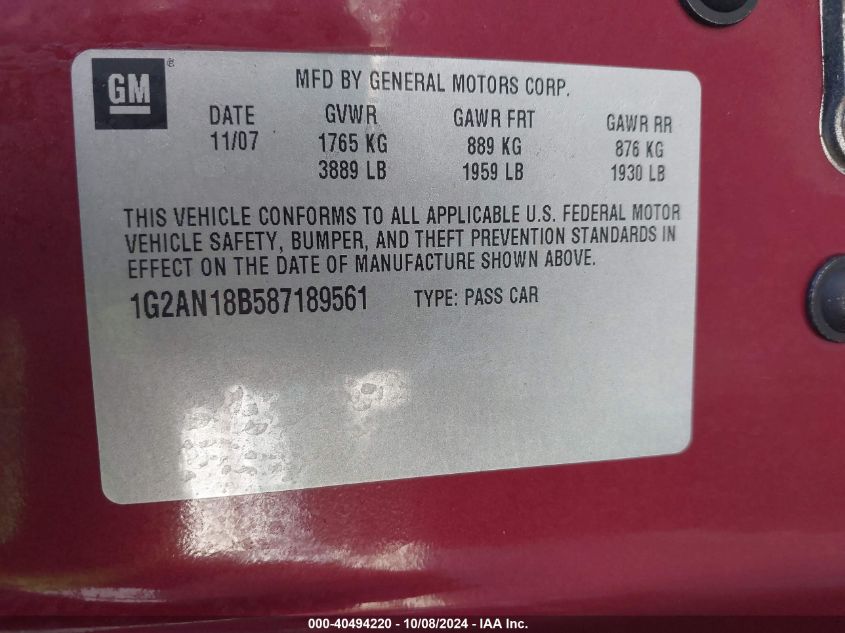 GM®
MFD BY GENERAL MOTORS CORP.
DATE GVWR GAWR FRT GAWR RR
11/07 1765 KG 889 KG 876 KG
3889 LB 1959 LB 1930 LB
THIS VEHICLE CONFORMS TO ALL APPLICABLE U.S. FEDERAL MOTOR
VEHICLE SAFETY, BUMPER, AND THEFT PREVENTION STANDARDS IN
EFFECT ON THE DATE OF MANUFACTURE SHOWN ABOVE.
1G2AN18B587189561 TYPE: PASS CAR
000-40494220 - 10/08/2024 - IAA Inc.